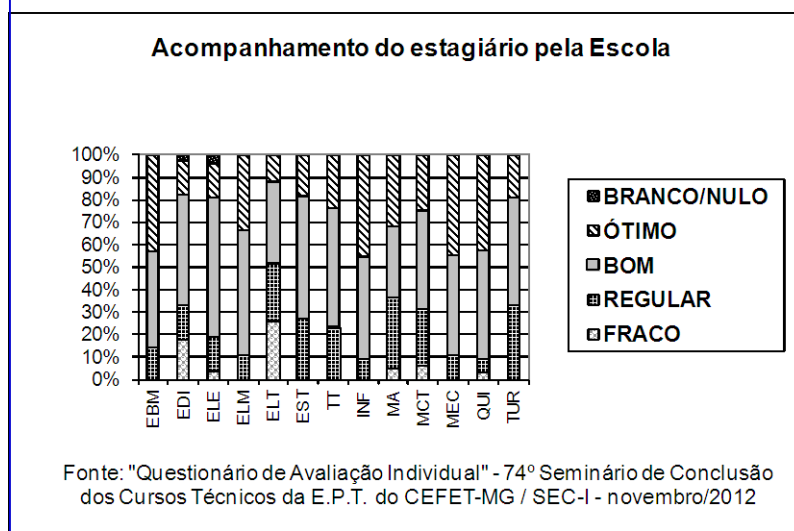 Acompanhamento do estagiário pela Escola
100%
90%
80%
70%
60%
50%
40%
30%
20%
10%
0%
EBM
EDI
ELE
ELM
ELT
EST
TT
INF
MA
MCT
MEC
QUI
TUR
BRANCO/NULO
ÓTIMO
BOM
REGULAR
FRACO
Fonte: "Questionário de Avaliação Individual" - 74º Seminário de Conclusão
dos Cursos Técnicos da E.P.T. do CEFET-MG / SEC-I - novembro/2012